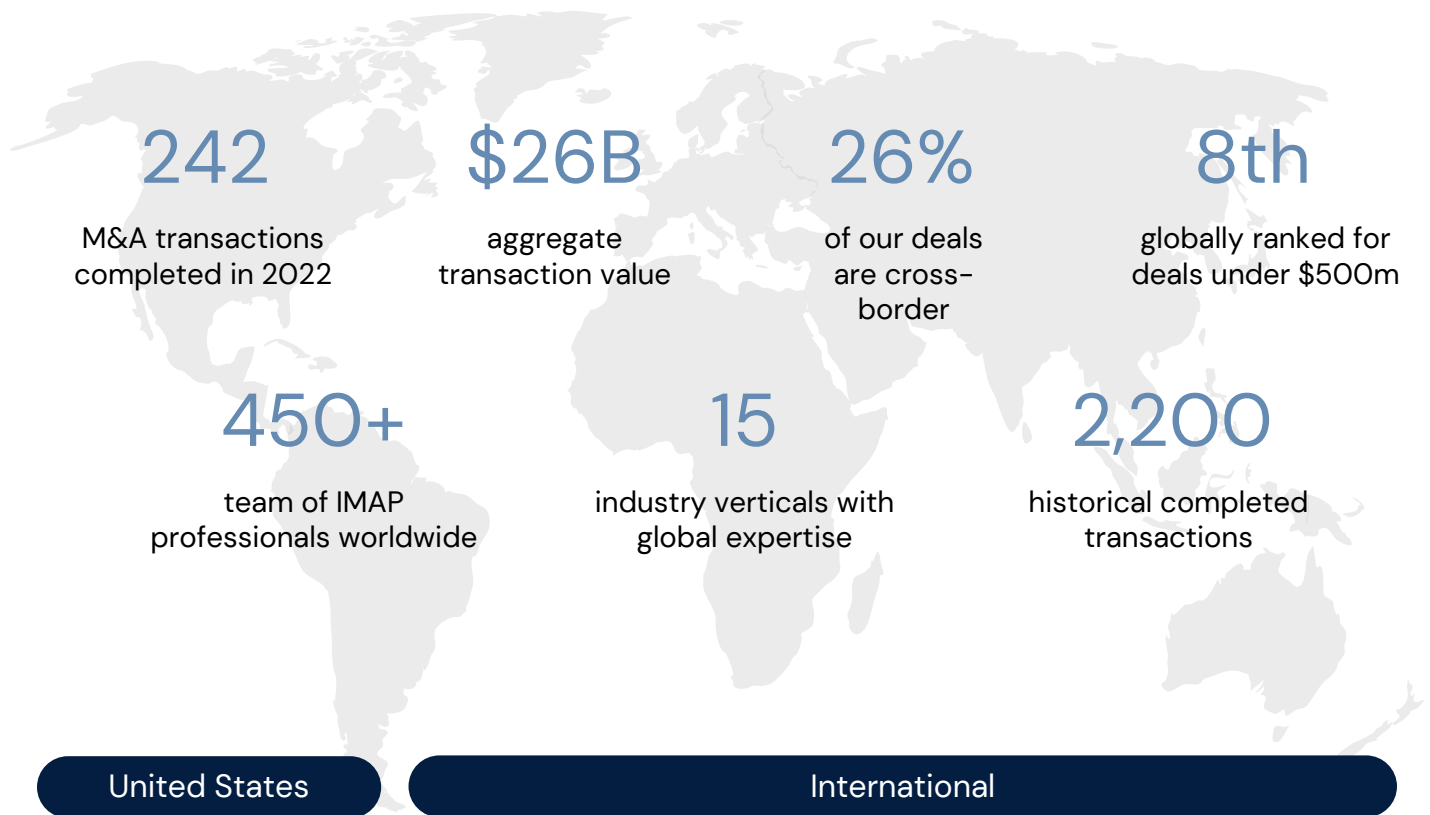 242
M&A transactions
completed in 2022
$26B
aggregate
transaction value
26%
of our deals
are cross-
border
8th
globally ranked for
deals under $500m
450+
team of IMAP
professionals worldwide
15
industry verticals with
global expertise
2,200
historical completed
transactions
United States
International